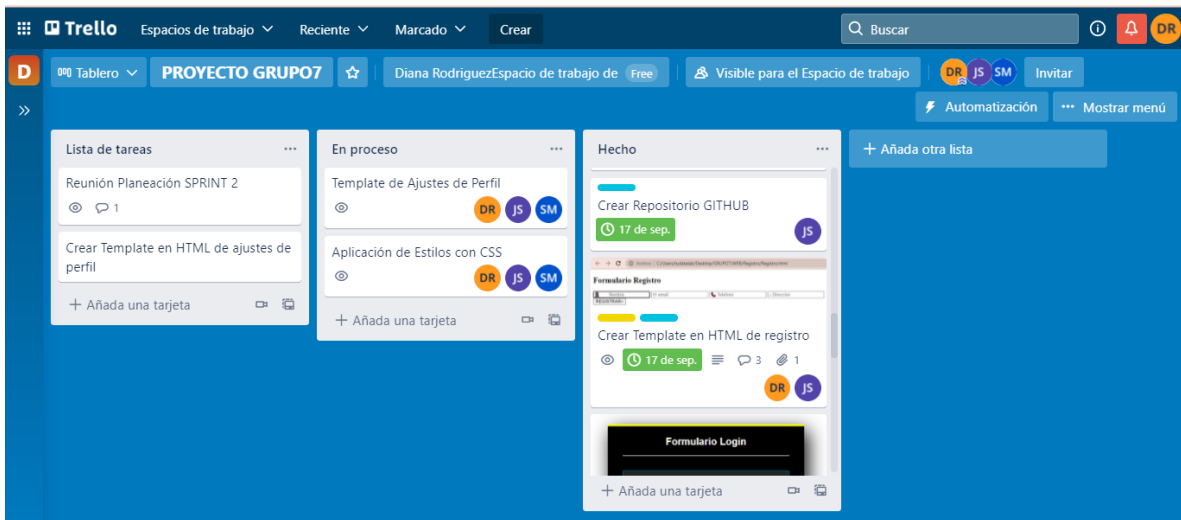 Trello Espacios de trabajo Reciente Marcado Crear Buscar DR
D Tablero PROYECTO GRUPO7 Diana RodriguezEspacio de trabajo de Free Visible para el Espacio de trabajo DR JS SM Invitar
Automatización Mostrar menú
Lista de tareas
Reunión Planeación SPRINT 2
1
Crear Template en HTML de ajustes de
perfil
+ Añada una tarjeta
En proceso
Template de Ajustes de Perfil
DR JS SM
Aplicación de Estilos con CSS
DR JS SM
+ Añada una tarjeta
Hecho
Crear Repositorio GITHUB
17 de sep.
JS
Formulario Registro
Nombre email Telefono Direccion
REGISTRAR
Crear Template en HTML de registro
17 de sep. 3 1
DR JS
Formulario Login
+ Añada una tarjeta
+ Añada otra lista